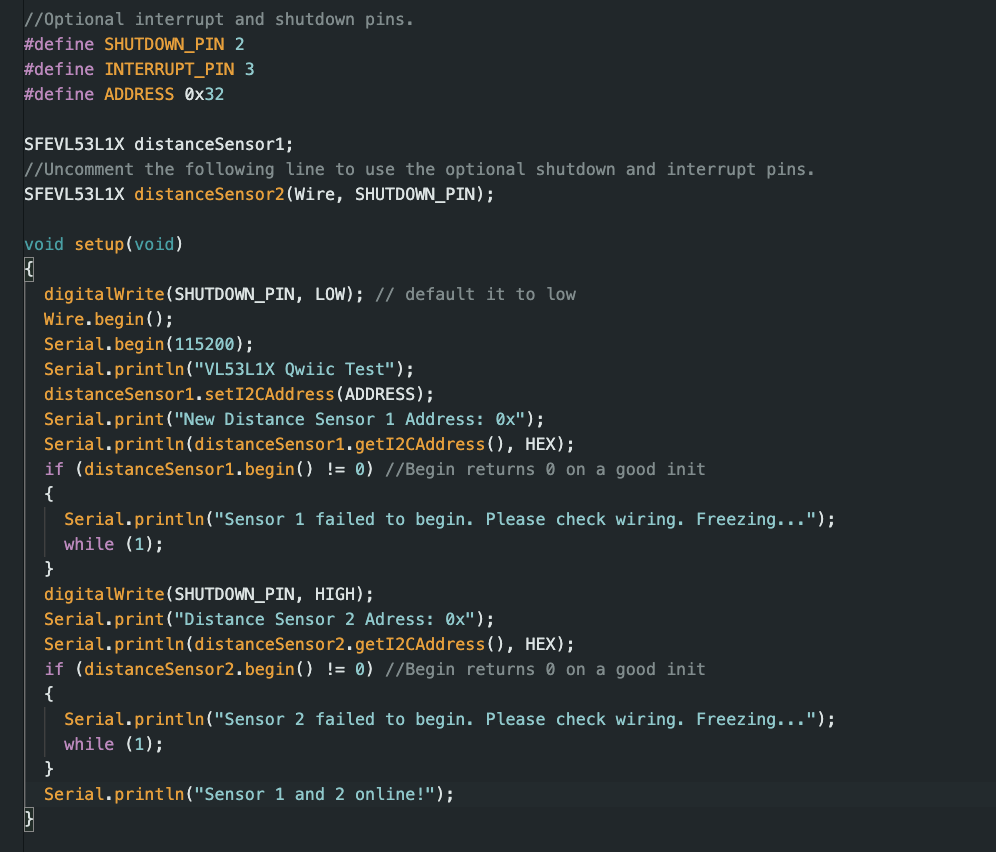 //Optional interrupt and shutdown pins.
#define SHUTDOWN_PIN 2
#define INTERRUPT_PIN 3
#define ADDRESS 0x32

SFEVL53L1X distanceSensor1;
//Uncomment the following line to use the optional shutdown and interrupt pins.
SFEVL53L1X distanceSensor2(Wire, SHUTDOWN_PIN);

void setup(void)
{
  digitalWrite(SHUTDOWN_PIN, LOW); // default it to low
  Wire.begin();
  Serial.begin(115200);
  Serial.println("VL53L1X Qwiic Test");
  distanceSensor1.setI2CAddress(ADDRESS);
  Serial.print("New Distance Sensor 1 Address: 0x");
  Serial.println(distanceSensor1.getI2CAddress(), HEX);
  if (distanceSensor1.begin() != 0) //Begin returns 0 on a good init
  {
    Serial.println("Sensor 1 failed to begin. Please check wiring. Freezing...");
    while (1);
  }
  digitalWrite(SHUTDOWN_PIN, HIGH);
  Serial.print("Distance Sensor 2 Adress: 0x");
  Serial.println(distanceSensor2.getI2CAddress(), HEX);
  if (distanceSensor2.begin() != 0) //Begin returns 0 on a good init
  {
    Serial.println("Sensor 2 failed to begin. Please check wiring. Freezing...");
    while (1);
  }
  Serial.println("Sensor 1 and 2 online!");
}